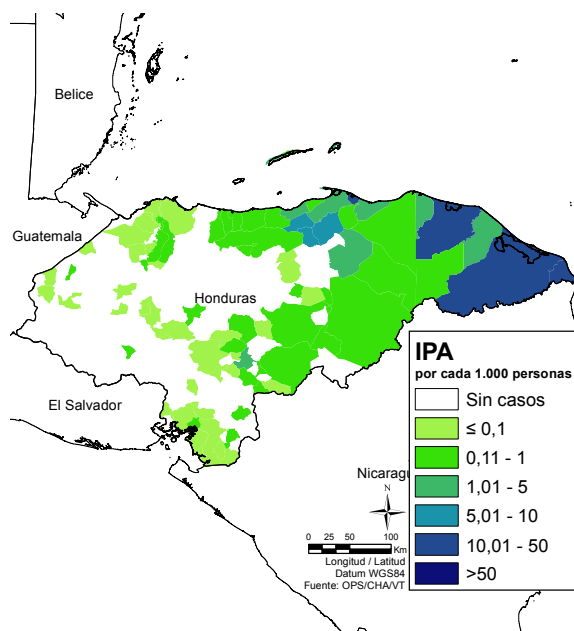 Belice
Guatemala
Honduras
El Salvador
IPA
por cada 1.000 personas
Sin casos
≤ 0,1
0,11 - 1
1,01 - 5
5,01 - 10
10,01 - 50
>50
Nicaragu
N
0 25 50 100
Km
Longitud / Latitud
Datum WGS84
Fuente: OPS/CHA/VT